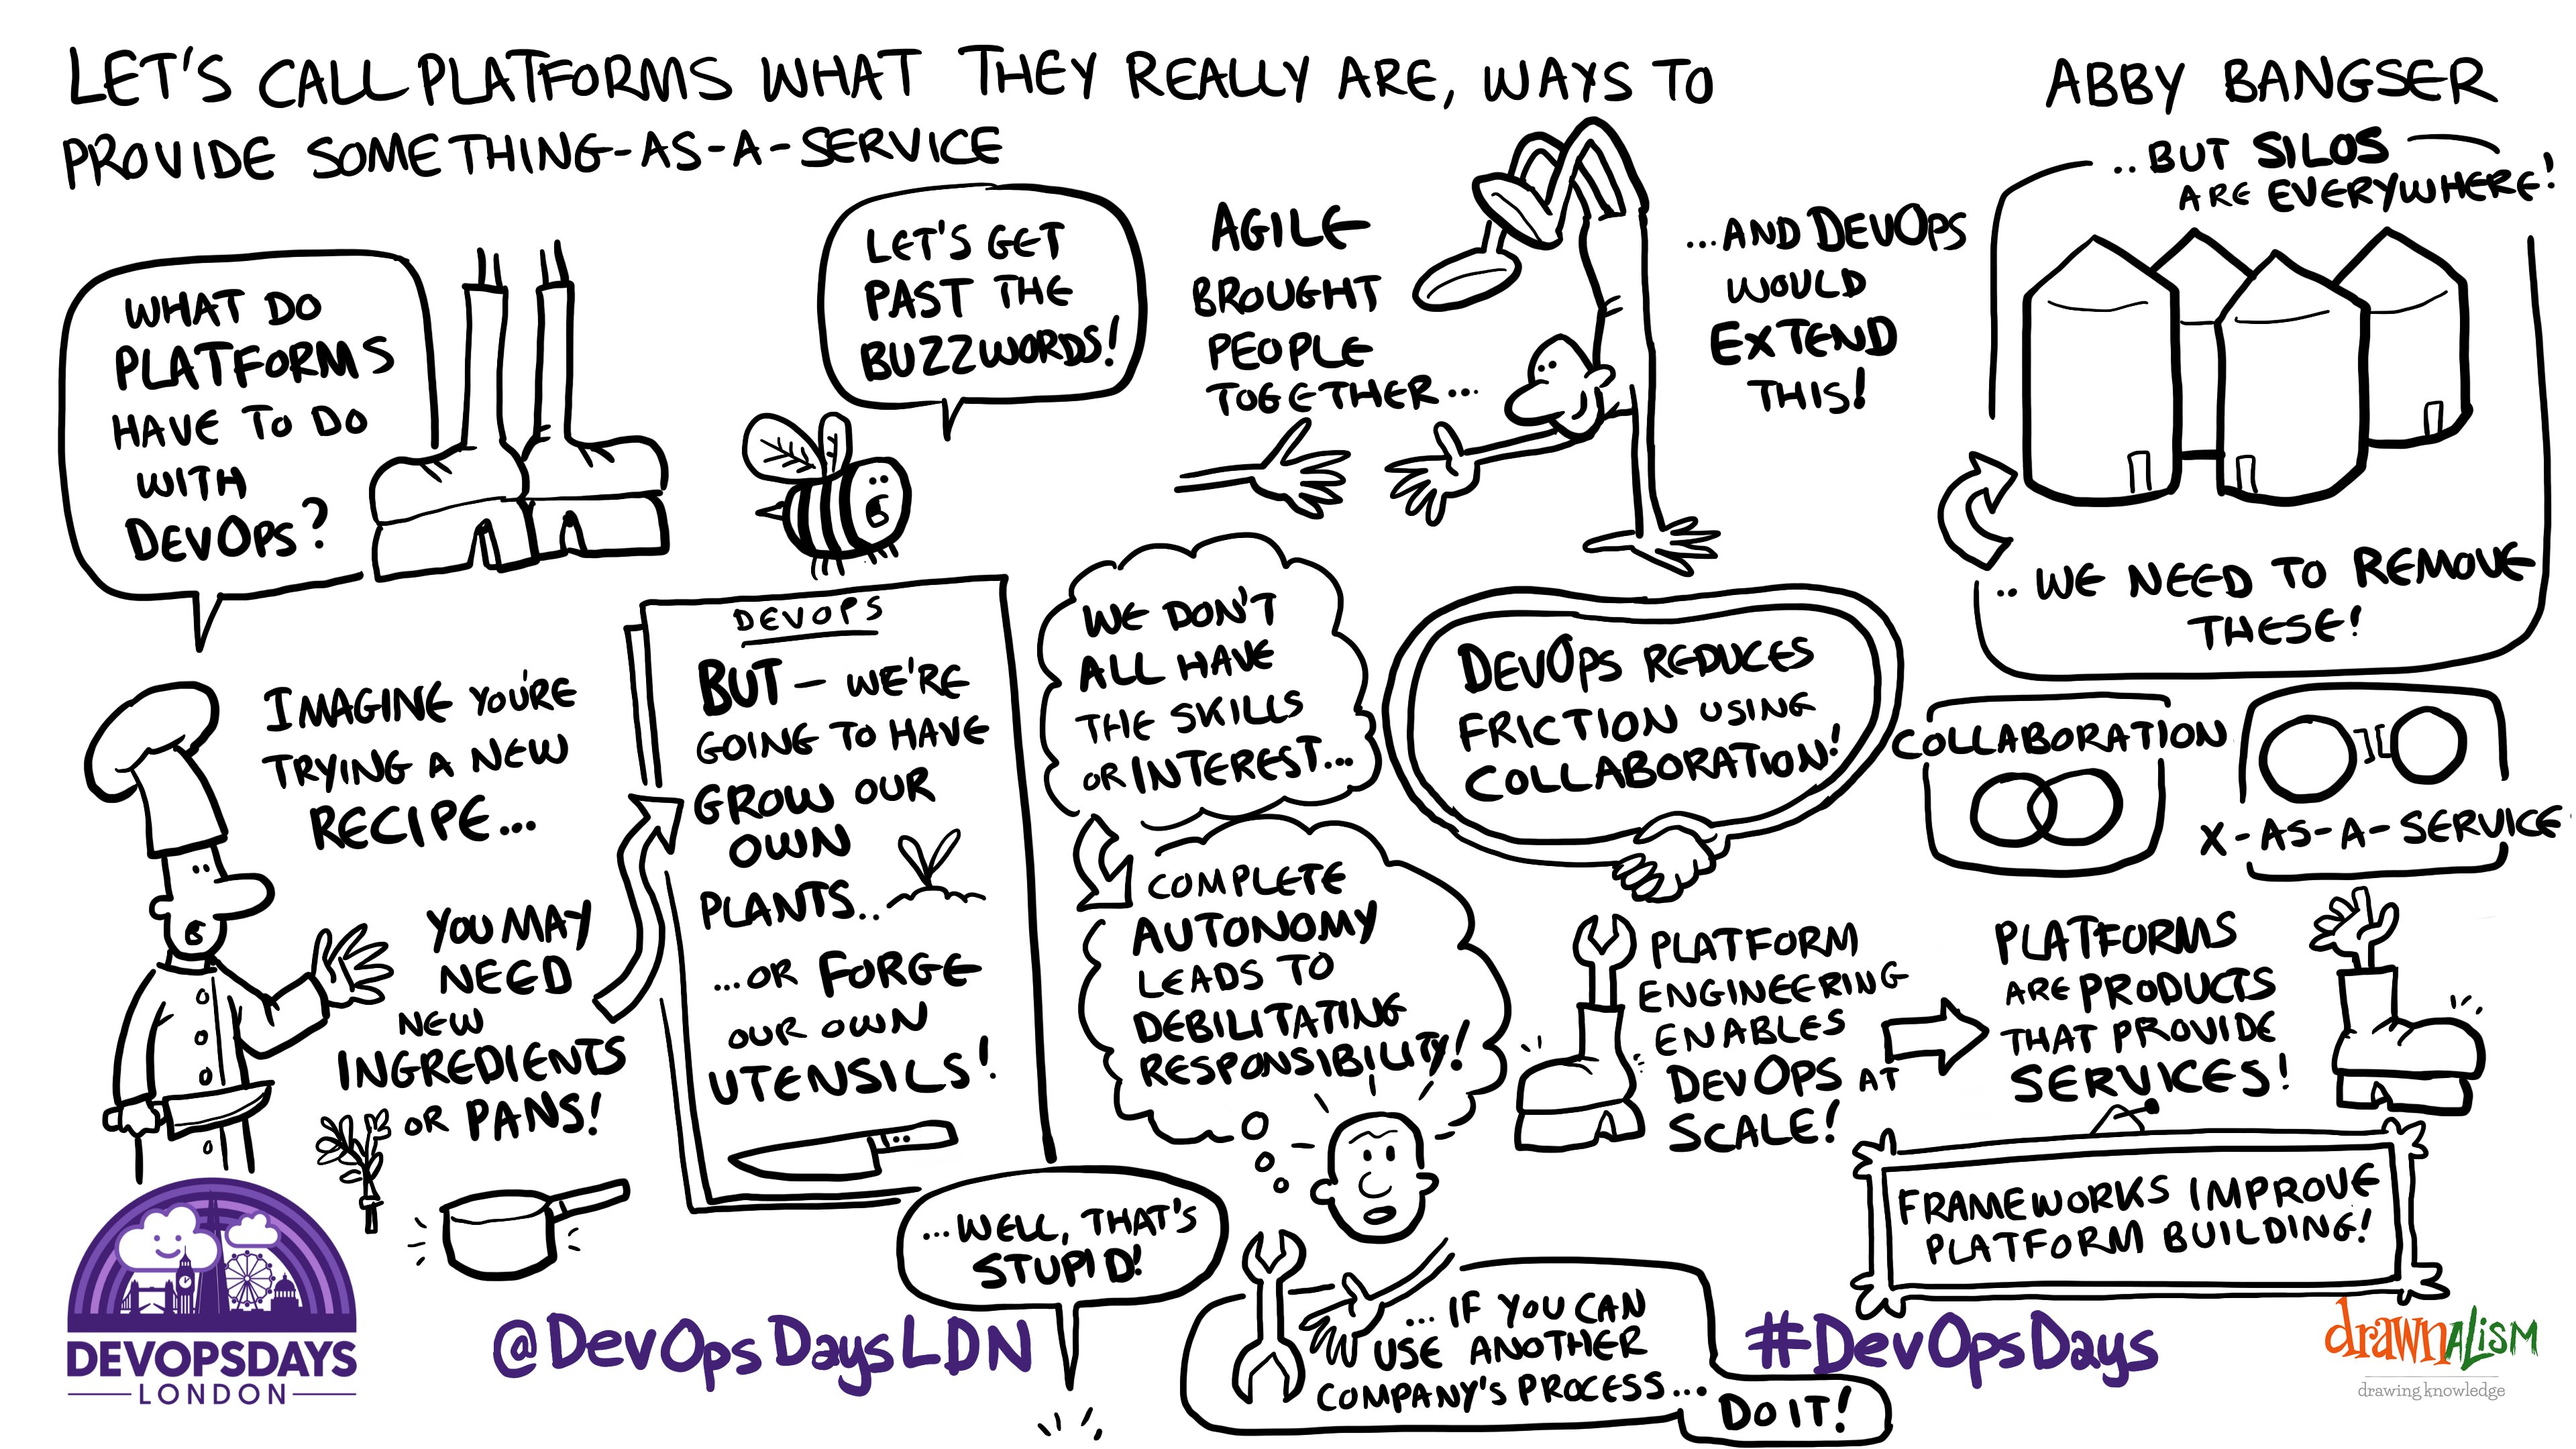 LET'S CALL PLATFORMS WHAT THEY REALLY ARE, WAYS TO
PROVIDE SOMETHING-AS-A-SERVICE
ABBY BANGSER
WHAT DO
PLATFORMS
HAVE TO DO
WITH
DEVOPS?
LET'S GET
PAST THE
BUZZWORDS!
AGILE
BROUGHT
PEOPLE
TOGETHER...
...AND DEVOPS
WOULD
EXTEND
THIS!
..BUT SILOS
ARE EVERYWHERE!
..WE NEED TO REMOVE
THESE!
IMAGINE YOU'RE
TRYING A NEW
RECIPE...
YOU MAY
NEED
NEW
INGREDIENTS
OR PANS!
DEVOPS
BUT - WE'RE
GOING TO HAVE
GROW OUR
OWN
PLANTS..
...OR FORGE
OUR OWN
UTENSILS!
...WELL, THAT'S
STUPID!
WE DON'T
ALL HAVE
THE SKILLS
OR INTEREST...
COMPLETE
AUTONOMY
LEADS TO
DEBILITATING
RESPONSIBILITY!
...IF YOU CAN
USE ANOTHER
COMPANY'S PROCESS...
DO IT!
DEVOPS REDUCES
FRICTION USING
COLLABORATION!
COLLABORATION
X-AS-A-SERVICE
PLATFORM
ENGINEERING
ENABLES
DEVOPS AT
SCALE!
PLATFORMS
ARE PRODUCTS
THAT PROVIDE
SERVICES!
FRAMEWORKS IMPROVE
PLATFORM BUILDING!
DEVOPSDAYS
LONDON
@DevOpsDaysLDN
#DevOpsDays
drawnalism
drawing knowledge